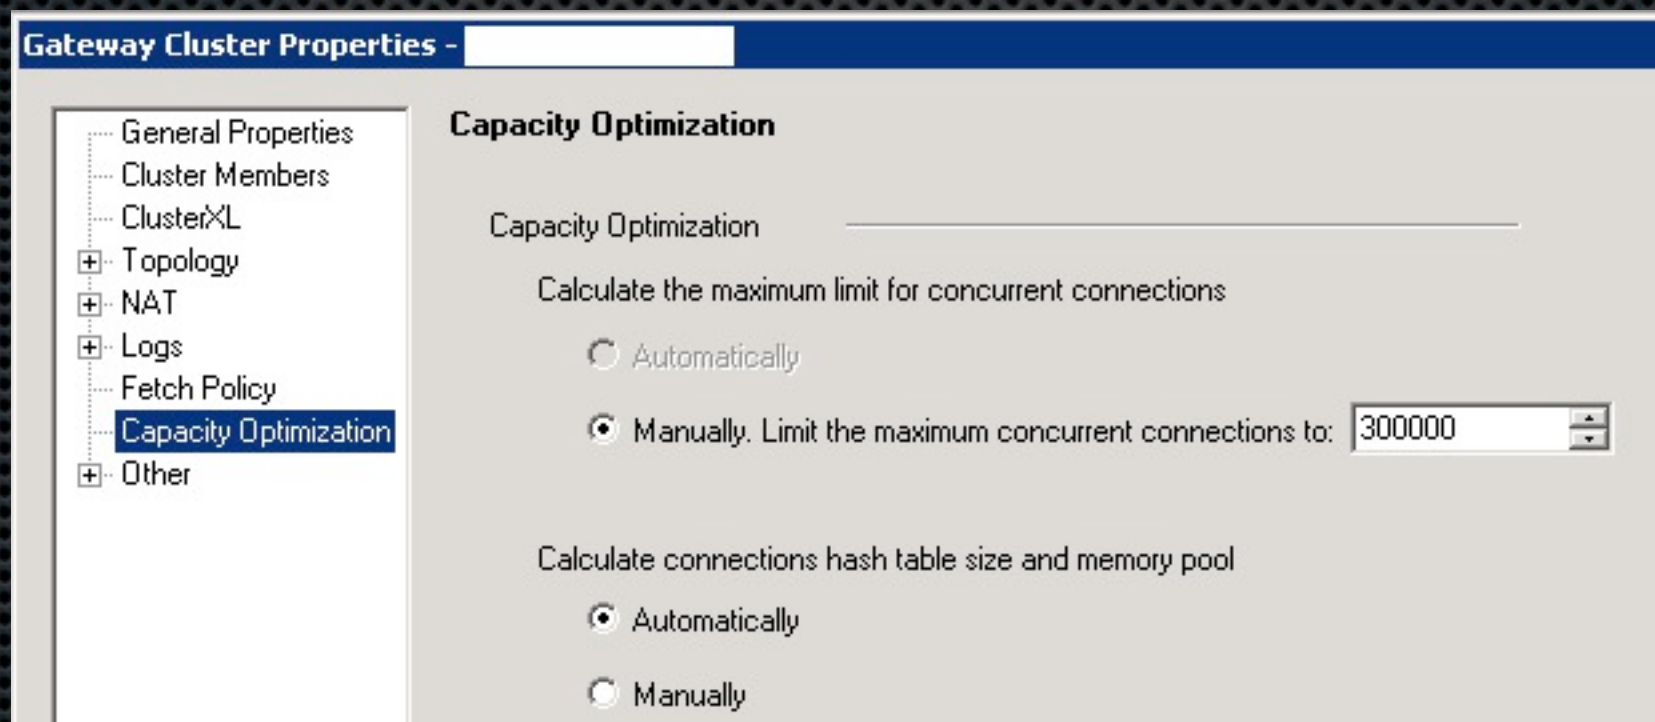 Gateway Cluster Properties -
General Properties
Cluster Members
ClusterXL
Topology
NAT
Logs
Fetch Policy
Capacity Optimization
Other
Capacity Optimization
Capacity Optimization
Calculate the maximum limit for concurrent connections
Automatically
Manually. Limit the maximum concurrent connections to: 300000
Calculate connections hash table size and memory pool
Automatically
Manually